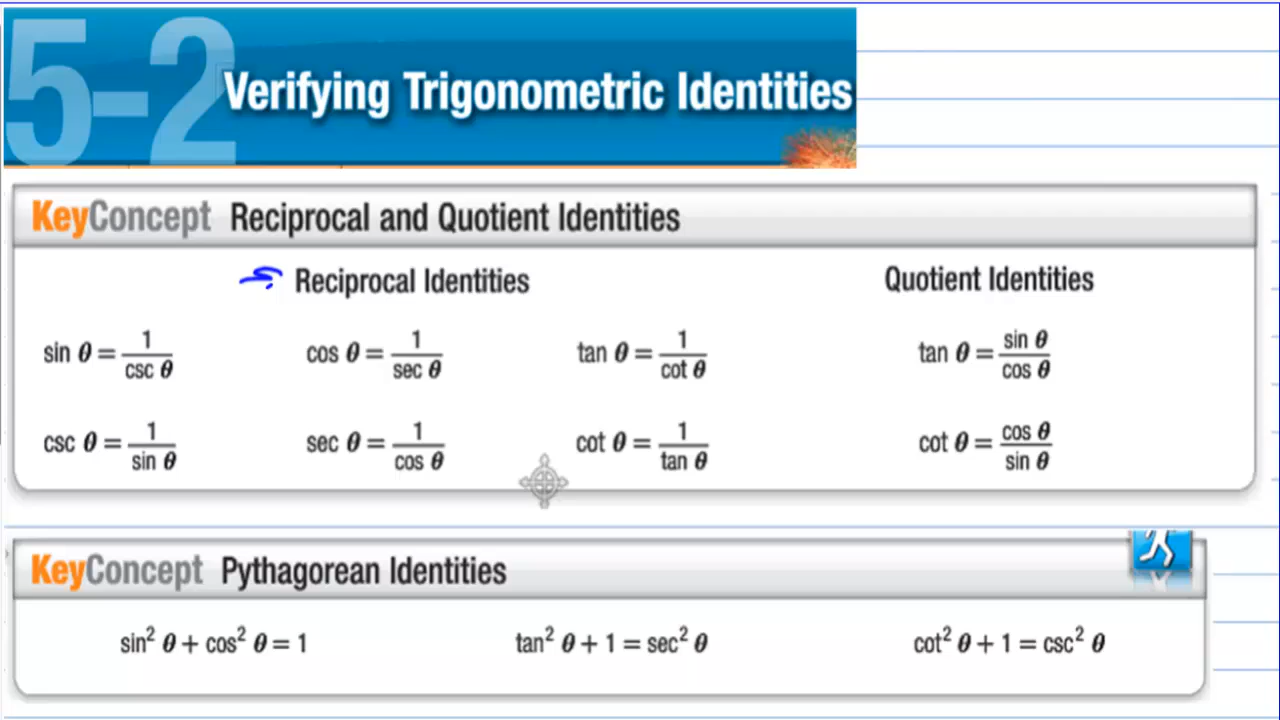 5-2 Verifying Trigonometric Identities
KeyConcept Reciprocal and Quotient Identities
Reciprocal Identities Quotient Identities
sin θ = 1/csc θ cos θ = 1/sec θ tan θ = 1/cot θ tan θ = sin θ/cos θ
csc θ = 1/sin θ sec θ = 1/cos θ cot θ = 1/tan θ cot θ = cos θ/sin θ
KeyConcept Pythagorean Identities
sin² θ + cos² θ = 1 tan² θ + 1 = sec² θ cot² θ + 1 = csc² θ